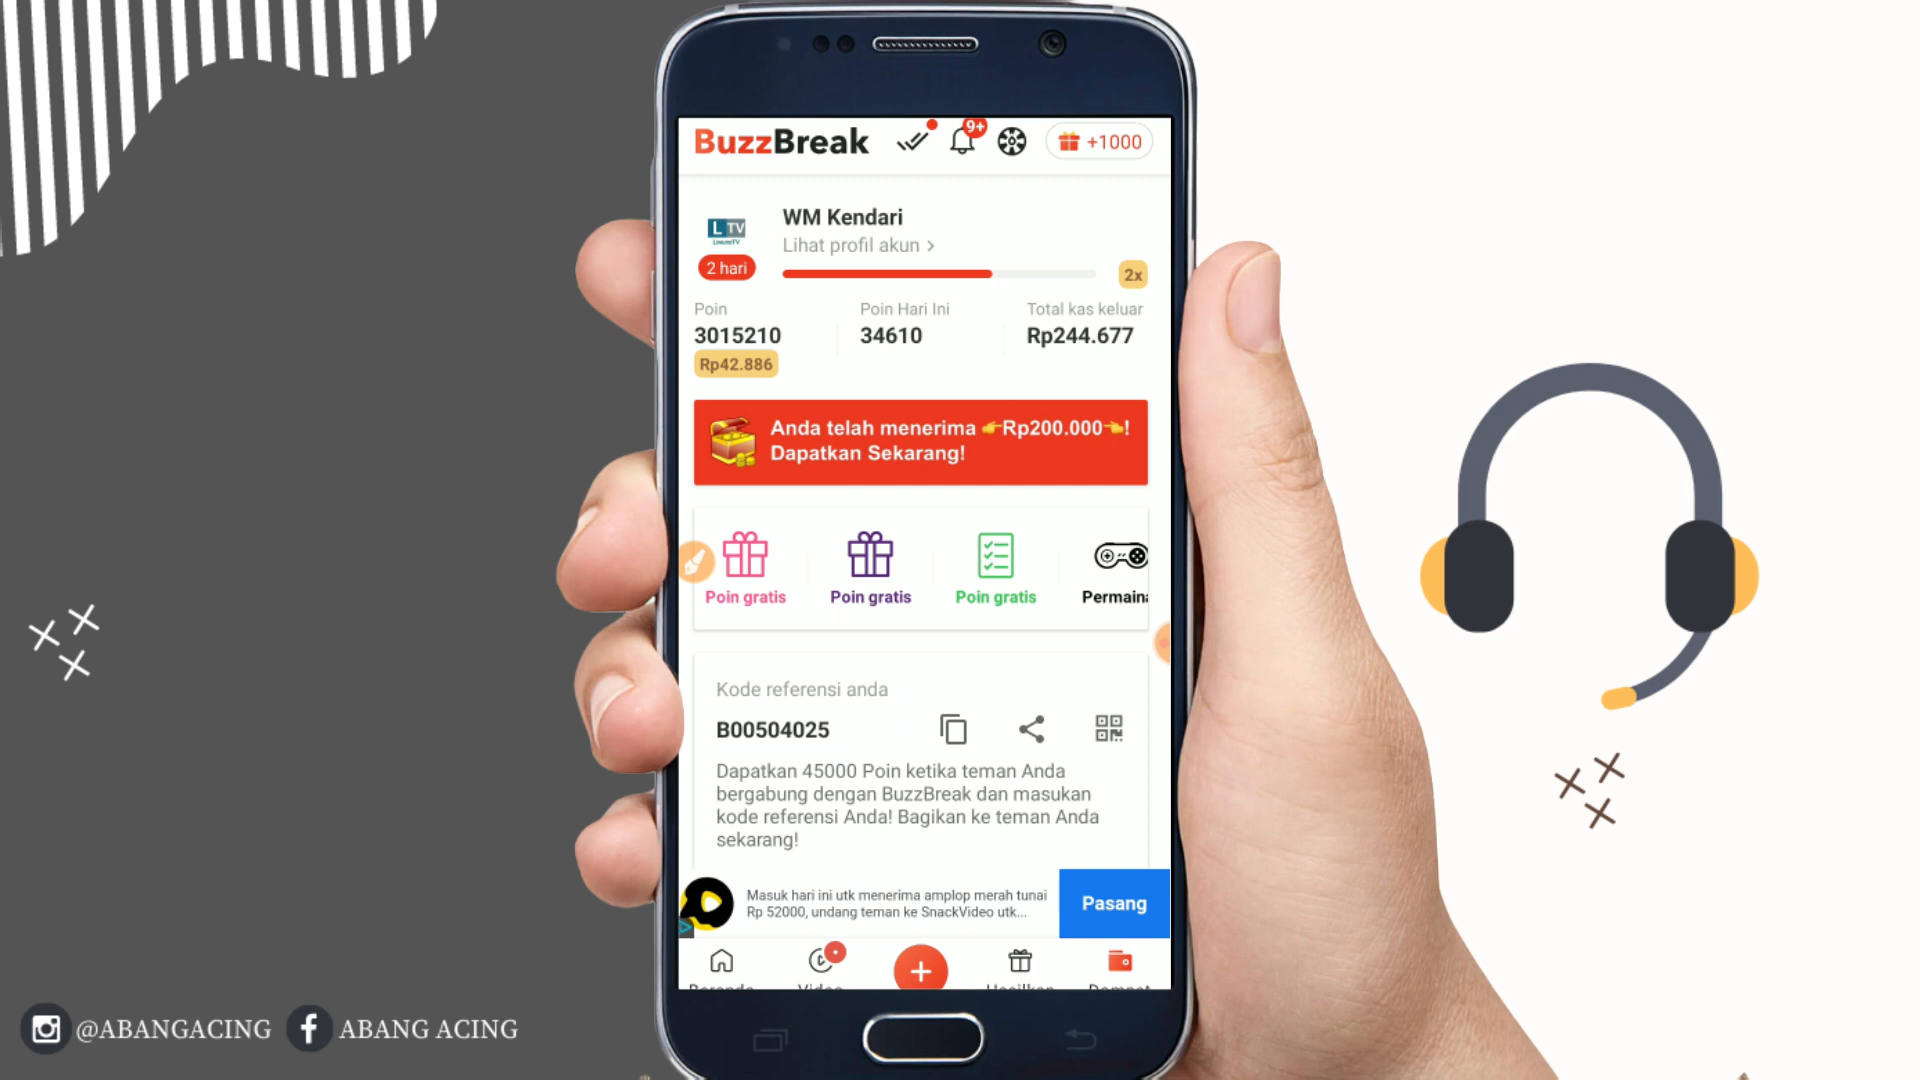 BuzzBreak
9+
+1000
L TV
WM Kendari
Lihat profil akun >
2 hari
2x
Poin
Poin Hari Ini
Total kas keluar
3015210
34610
Rp244.677
Rp42.886
Anda telah menerima 👉Rp200.000👈!
Dapatkan Sekarang!
Poin gratis
Poin gratis
Poin gratis
Permaina
Kode referensi anda
B00504025
Dapatkan 45000 Poin ketika teman Anda
bergabung dengan BuzzBreak dan masukan
kode referensi Anda! Bagikan ke teman Anda
sekarang!
Masuk hari ini utk menerima amplop merah tunai
Rp 52000, undang teman ke SnackVideo utk...
Pasang
@ABANGACING
ABANG ACING